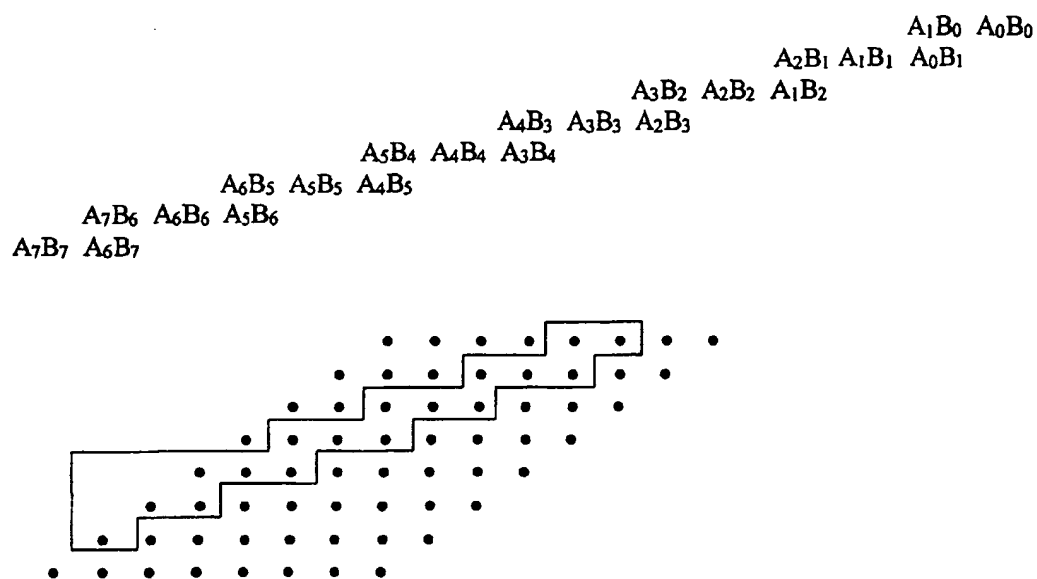 A₁B₀ A₀B₀
A₂B₁ A₁B₁ A₀B₁
A₃B₂ A₂B₂ A₁B₂
A₄B₃ A₃B₃ A₂B₃
A₅B₄ A₄B₄ A₃B₄
A₆B₅ A₅B₅ A₄B₅
A₇B₆ A₆B₆ A₅B₆
A₇B₇ A₆B₇